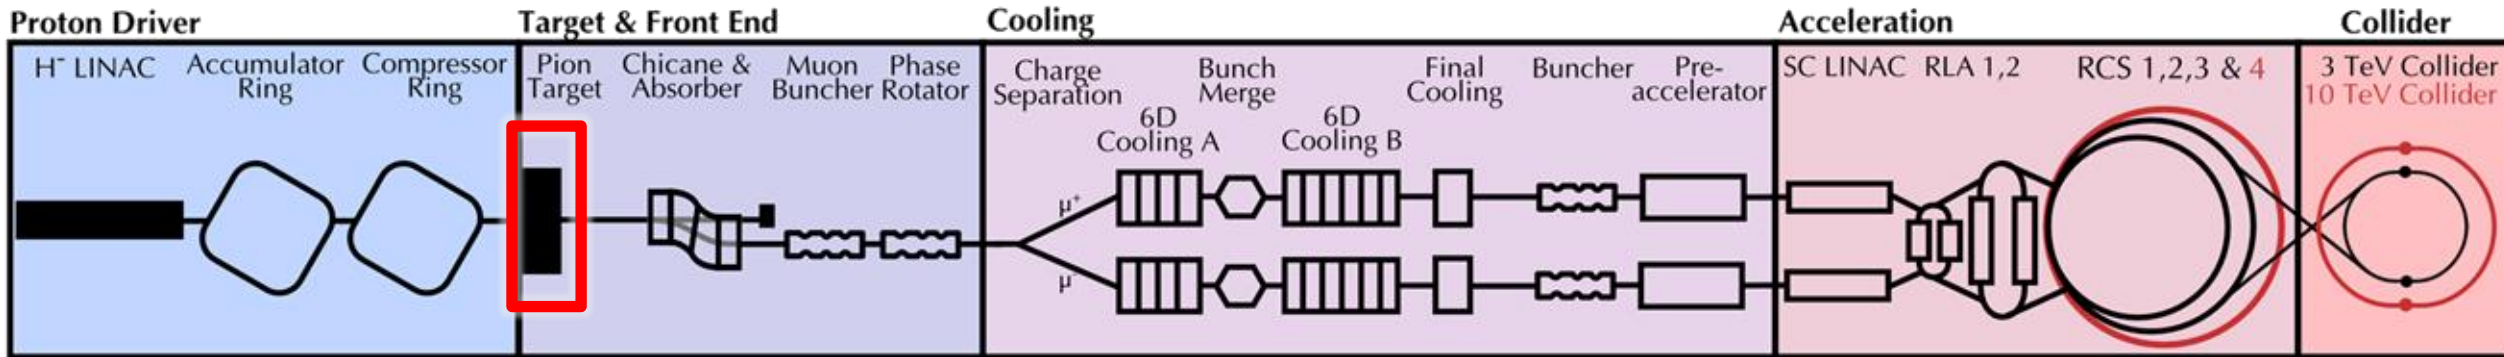 Proton Driver
Target & Front End
Cooling
Acceleration
Collider
H⁻ LINAC
Accumulator
Ring
Compressor
Ring
Pion
Target
Chicane &
Absorber
Muon
Buncher
Phase
Rotator
Charge
Separation
6D
Cooling A
Bunch
Merge
6D
Cooling B
Final
Cooling
Buncher
Pre-
accelerator
SC LINAC
RLA 1,2
RCS 1,2,3 & 4
3 TeV Collider
10 TeV Collider
μ⁺
μ⁻